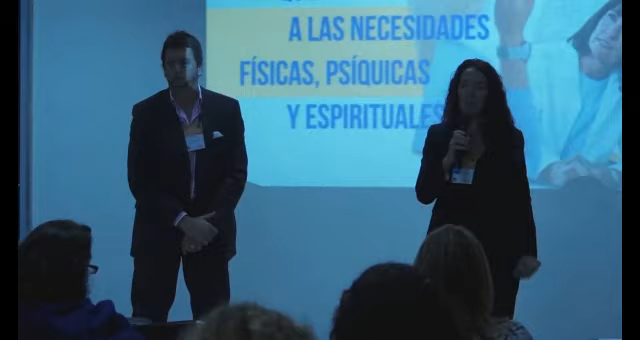 A LAS NECESIDADES
FÍSICAS, PSÍQUICAS
Y ESPIRITUALES